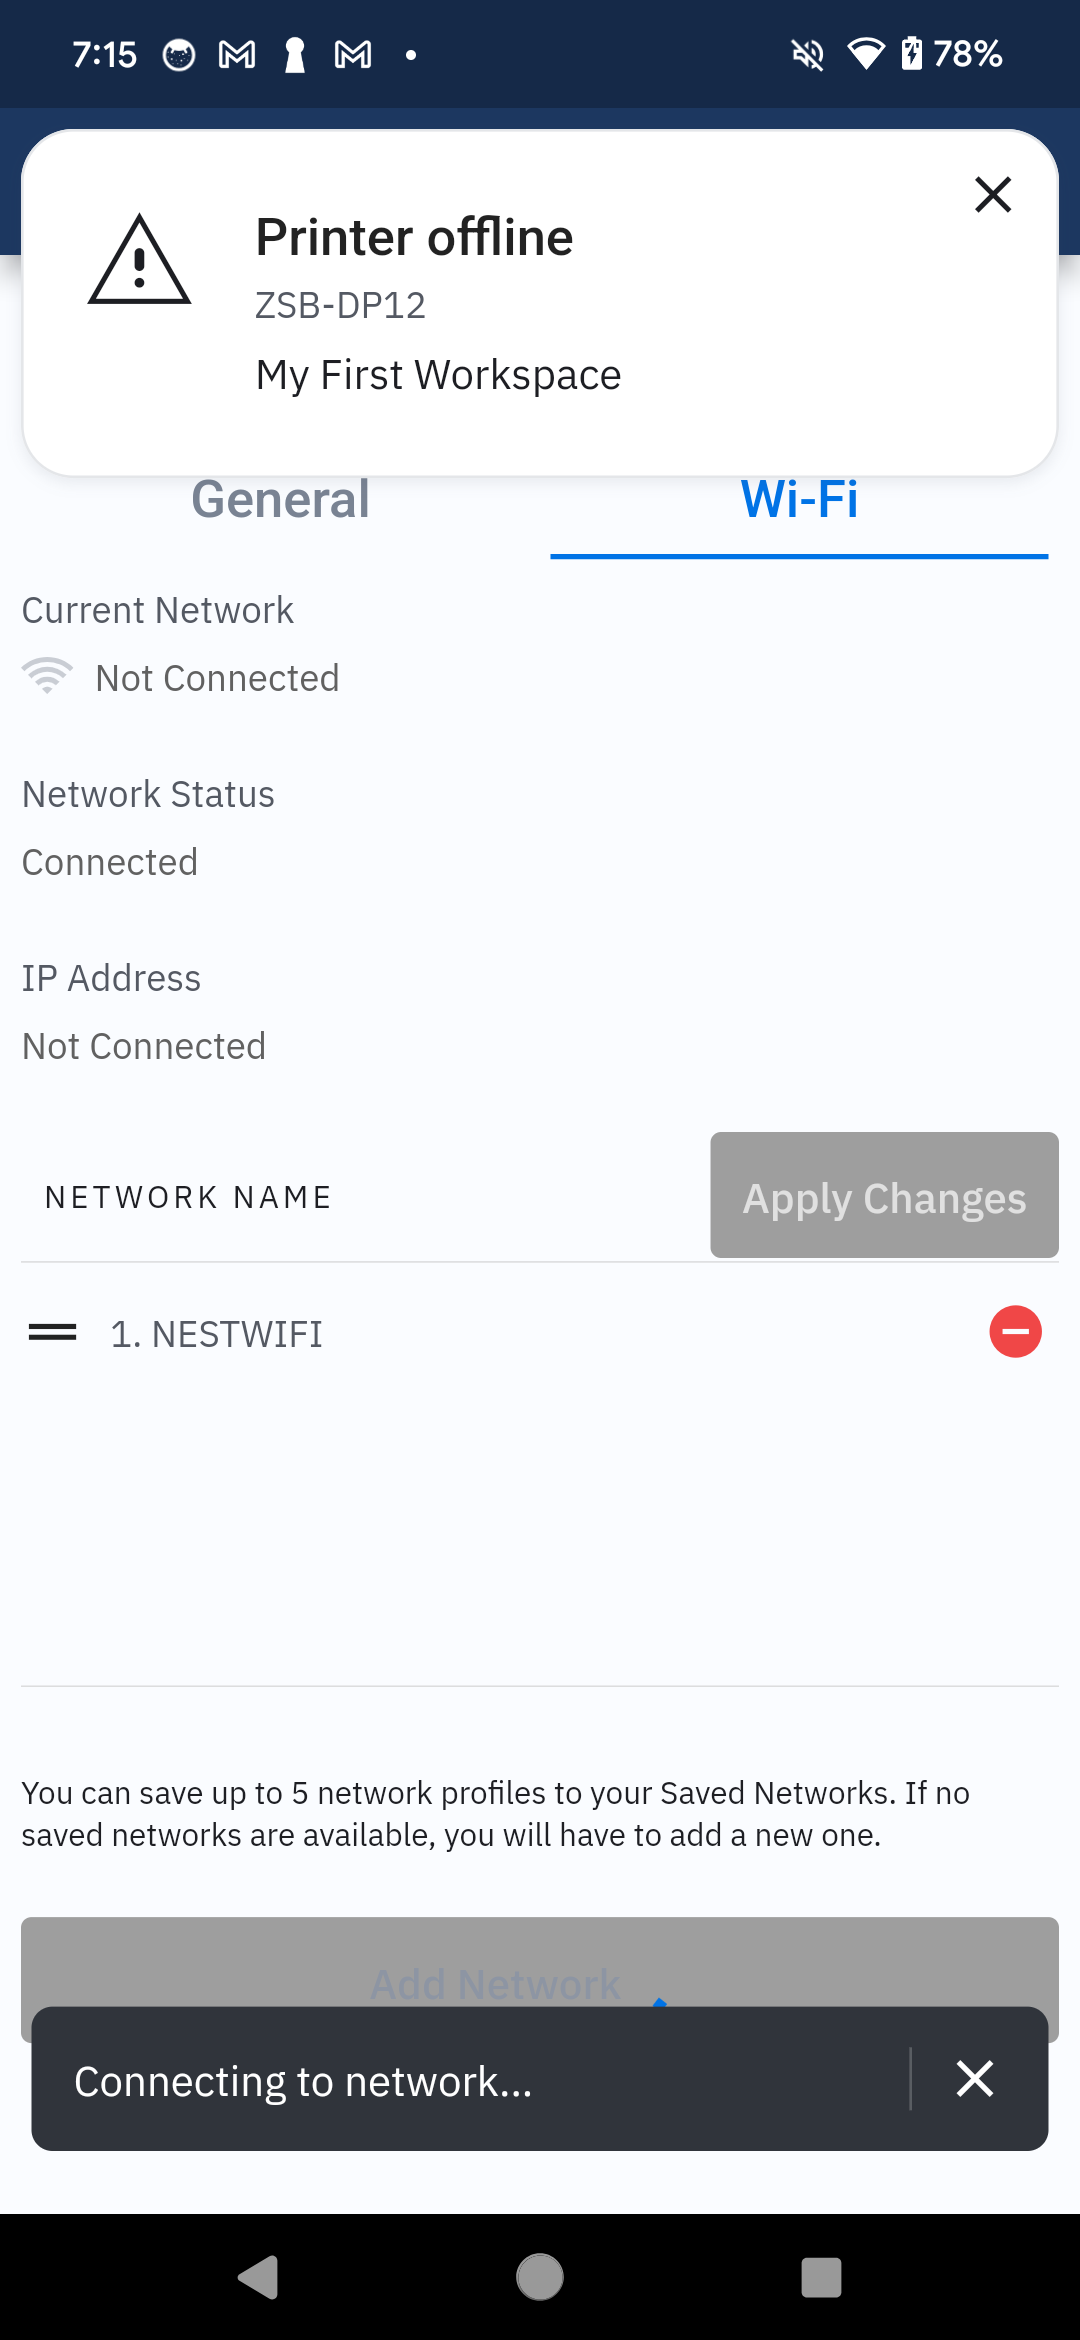 7:15
78%
Printer offline
ZSB-DP12
My First Workspace
General
Wi-Fi
Current Network
Not Connected
Network Status
Connected
IP Address
Not Connected
NETWORK NAME
Apply Changes
1. NESTWIFI
You can save up to 5 network profiles to your Saved Networks. If no
saved networks are available, you will have to add a new one.
Add Network
Connecting to network...